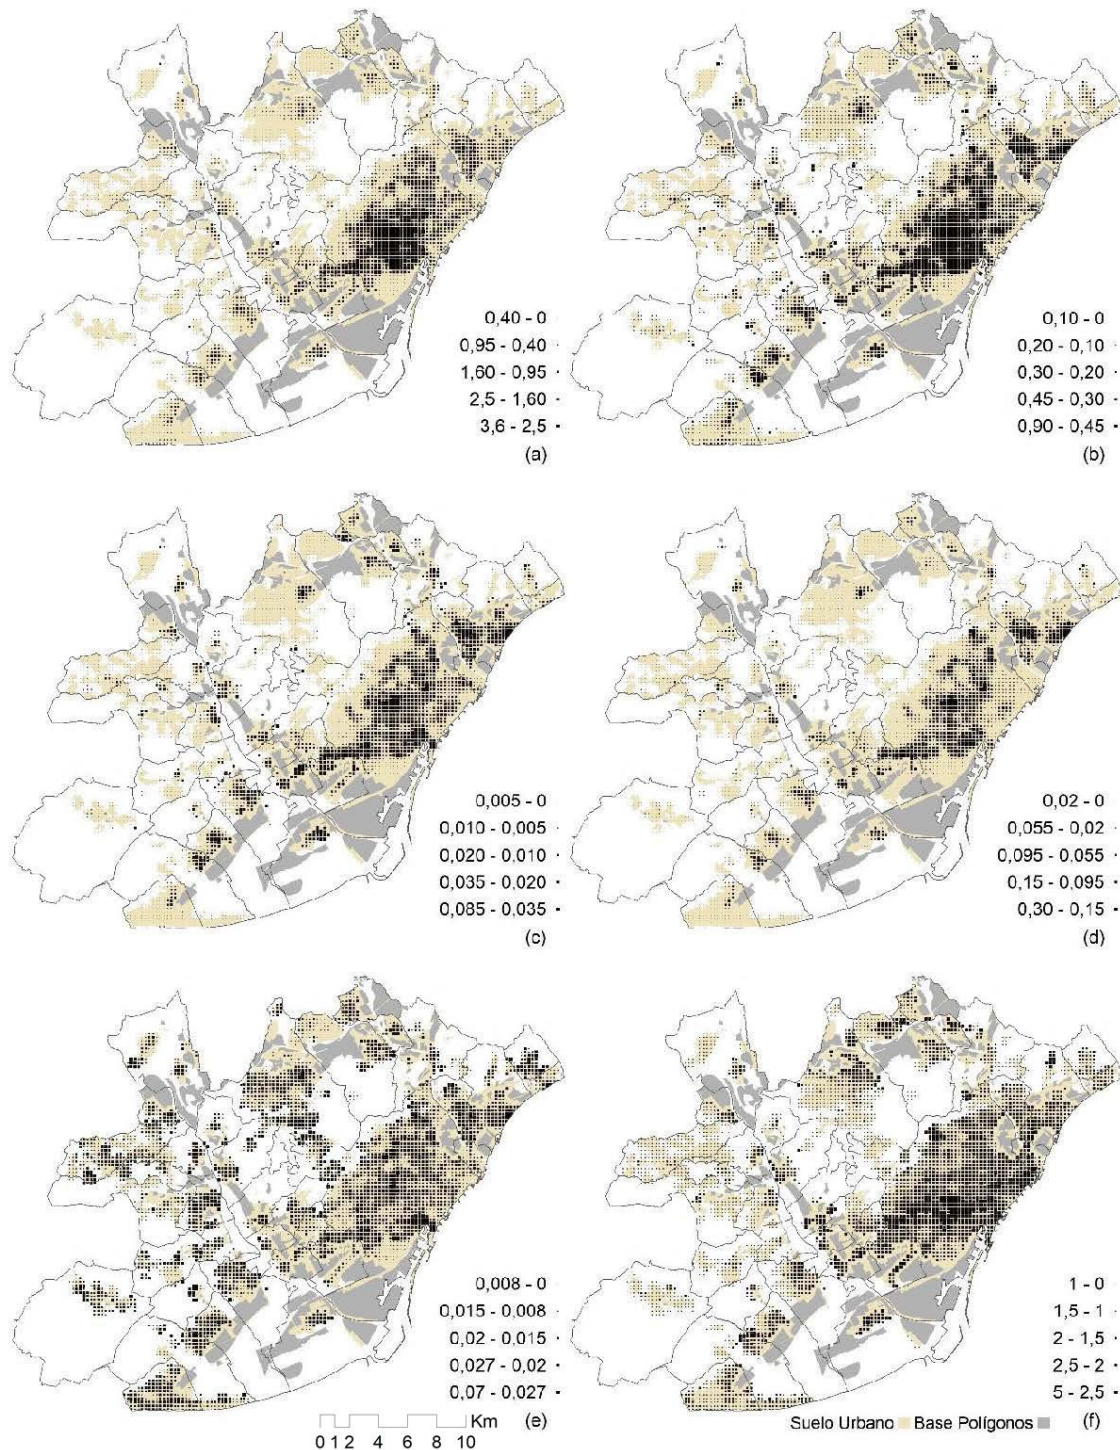 0,40 - 0
0,95 - 0,40
1,60 - 0,95
2,5 - 1,60
3,6 - 2,5
(a)
0,10 - 0
0,20 - 0,10
0,30 - 0,20
0,45 - 0,30
0,90 - 0,45
(b)
0,005 - 0
0,010 - 0,005
0,020 - 0,010
0,035 - 0,020
0,085 - 0,035
(c)
0,02 - 0
0,055 - 0,02
0,095 - 0,055
0,15 - 0,095
0,30 - 0,15
(d)
0,008 - 0
0,015 - 0,008
0,02 - 0,015
0,027 - 0,02
0,07 - 0,027
Km (e)
0 1 2 4 6 8 10
1 - 0
1,5 - 1
2 - 1,5
2,5 - 2
5 - 2,5
Suelo Urbano Base Polígonos (f)